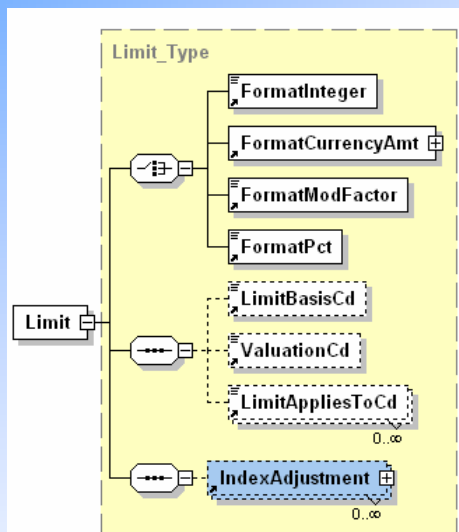 Limit_Type
FormatInteger
FormatCurrencyAmt
FormatModFactor
FormatPct
LimitBasisCd
Limit
ValuationCd
LimitAppliesToCd
0..∞
IndexAdjustment
0..∞